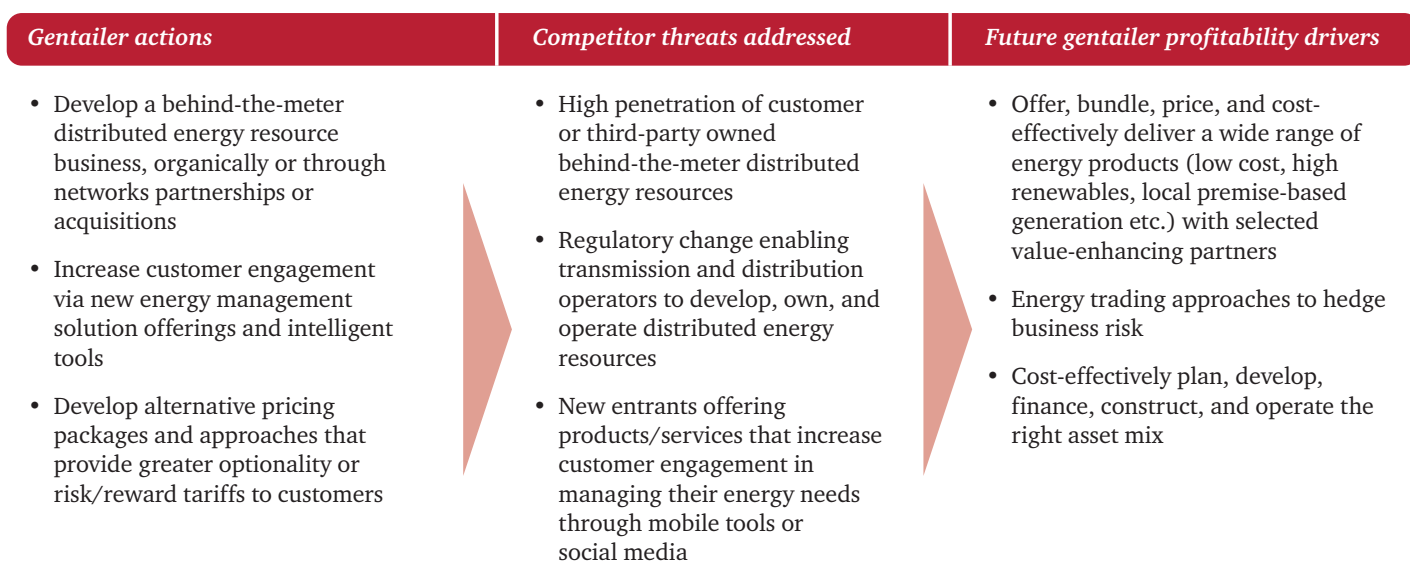 Gentailer actions
Competitor threats addressed
Future gentailer profitability drivers
• Develop a behind-the-meter
distributed energy resource
business, organically or through
networks partnerships or
acquisitions
• Increase customer engagement
via new energy management
solution offerings and intelligent
tools
• Develop alternative pricing
packages and approaches that
provide greater optionality or
risk/reward tariffs to customers
• High penetration of customer
or third-party owned
behind-the-meter distributed
energy resources
• Regulatory change enabling
transmission and distribution
operators to develop, own, and
operate distributed energy
resources
• New entrants offering
products/services that increase
customer engagement in
managing their energy needs
through mobile tools or
social media
• Offer, bundle, price, and cost-
effectively deliver a wide range of
energy products (low cost, high
renewables, local premise-based
generation etc.) with selected
value-enhancing partners
• Energy trading approaches to hedge
business risk
• Cost-effectively plan, develop,
finance, construct, and operate the
right asset mix